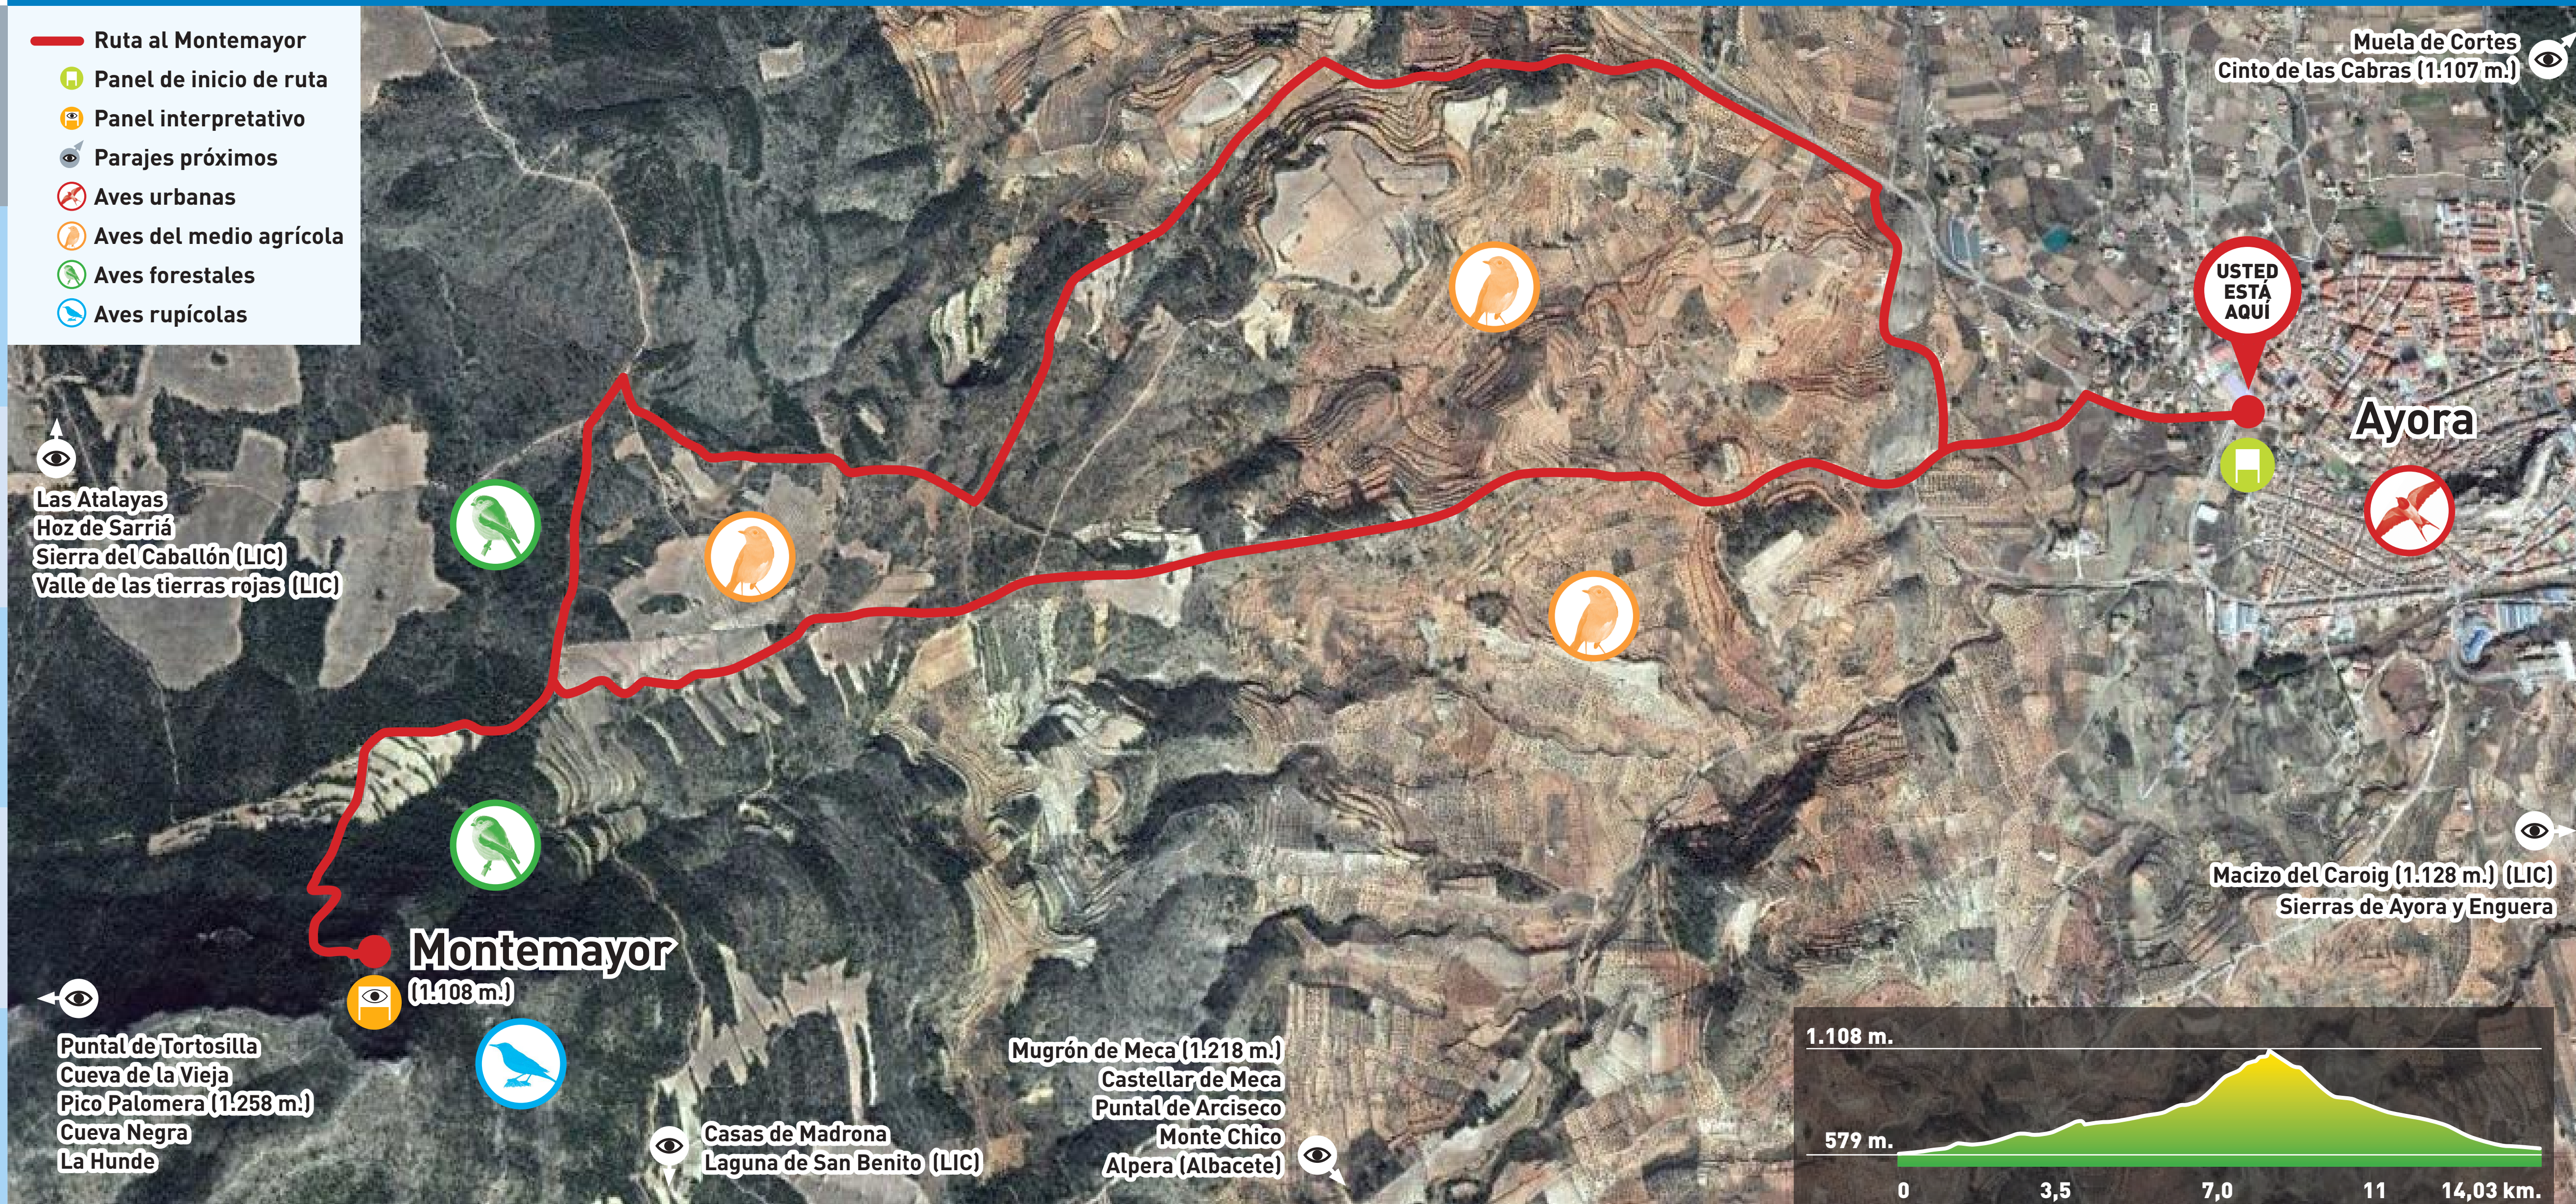 Ruta al Montemayor
Panel de inicio de ruta
Panel interpretativo
Parajes próximos
Aves urbanas
Aves del medio agrícola
Aves forestales
Aves rupícolas
Muela de Cortes
Cinto de las Cabras (1.107 m.)
USTED
ESTÁ
AQUÍ
Ayora
Las Atalayas
Hoz de Sarriá
Sierra del Caballón (LIC)
Valle de las tierras rojas (LIC)
Macizo del Caroig (1.128 m.) (LIC)
Sierras de Ayora y Enguera
Montemayor
(1.108 m.)
Puntal de Tortosilla
Cueva de la Vieja
Pico Palomera (1.258 m.)
Cueva Negra
La Hunde
Casas de Madrona
Laguna de San Benito (LIC)
Mugrón de Meca (1.218 m.)
Castellar de Meca
Puntal de Arciseco
Monte Chico
Alpera (Albacete)
1.108 m.
579 m.
0 3,5 7,0 11 14,03 km.